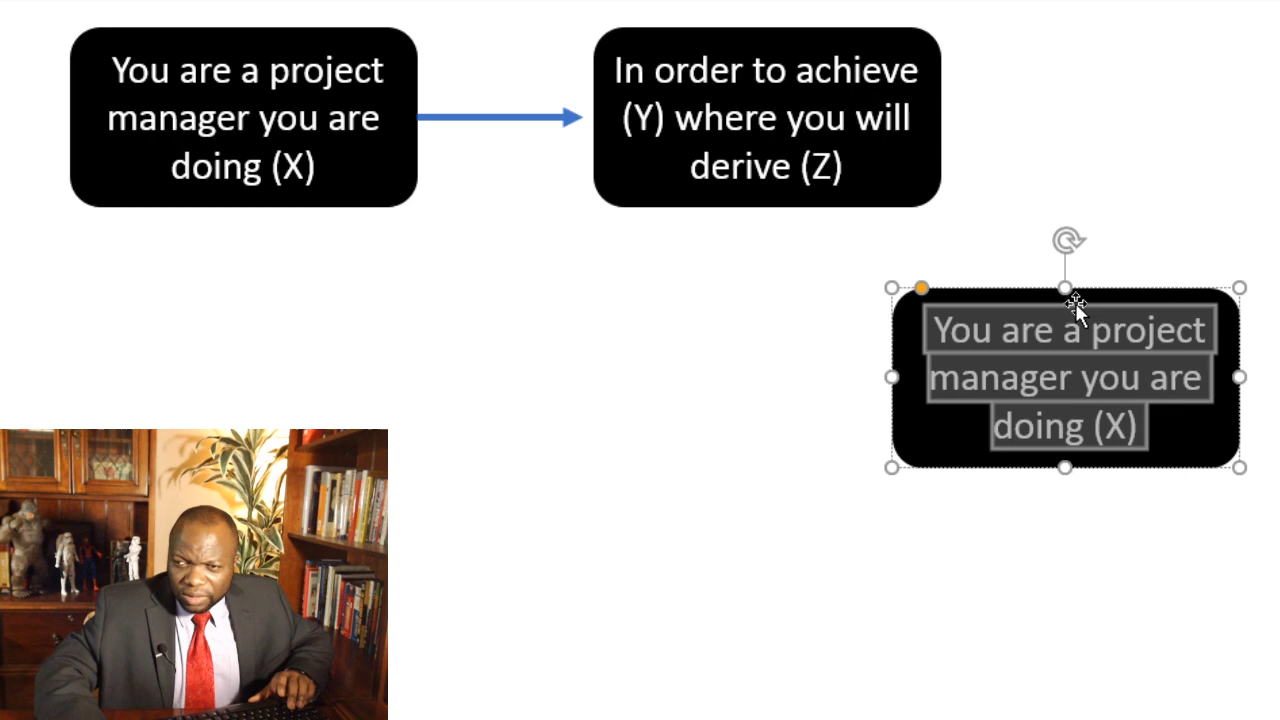 You are a project
manager you are
doing (X)
In order to achieve
(Y) where you will
derive (Z)
You are a project
manager you are
doing (X)